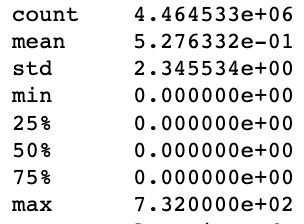 count 4.464533e+06
mean 5.276332e-01
std 2.345534e+00
min 0.000000e+00
25% 0.000000e+00
50% 0.000000e+00
75% 0.000000e+00
max 7.320000e+02